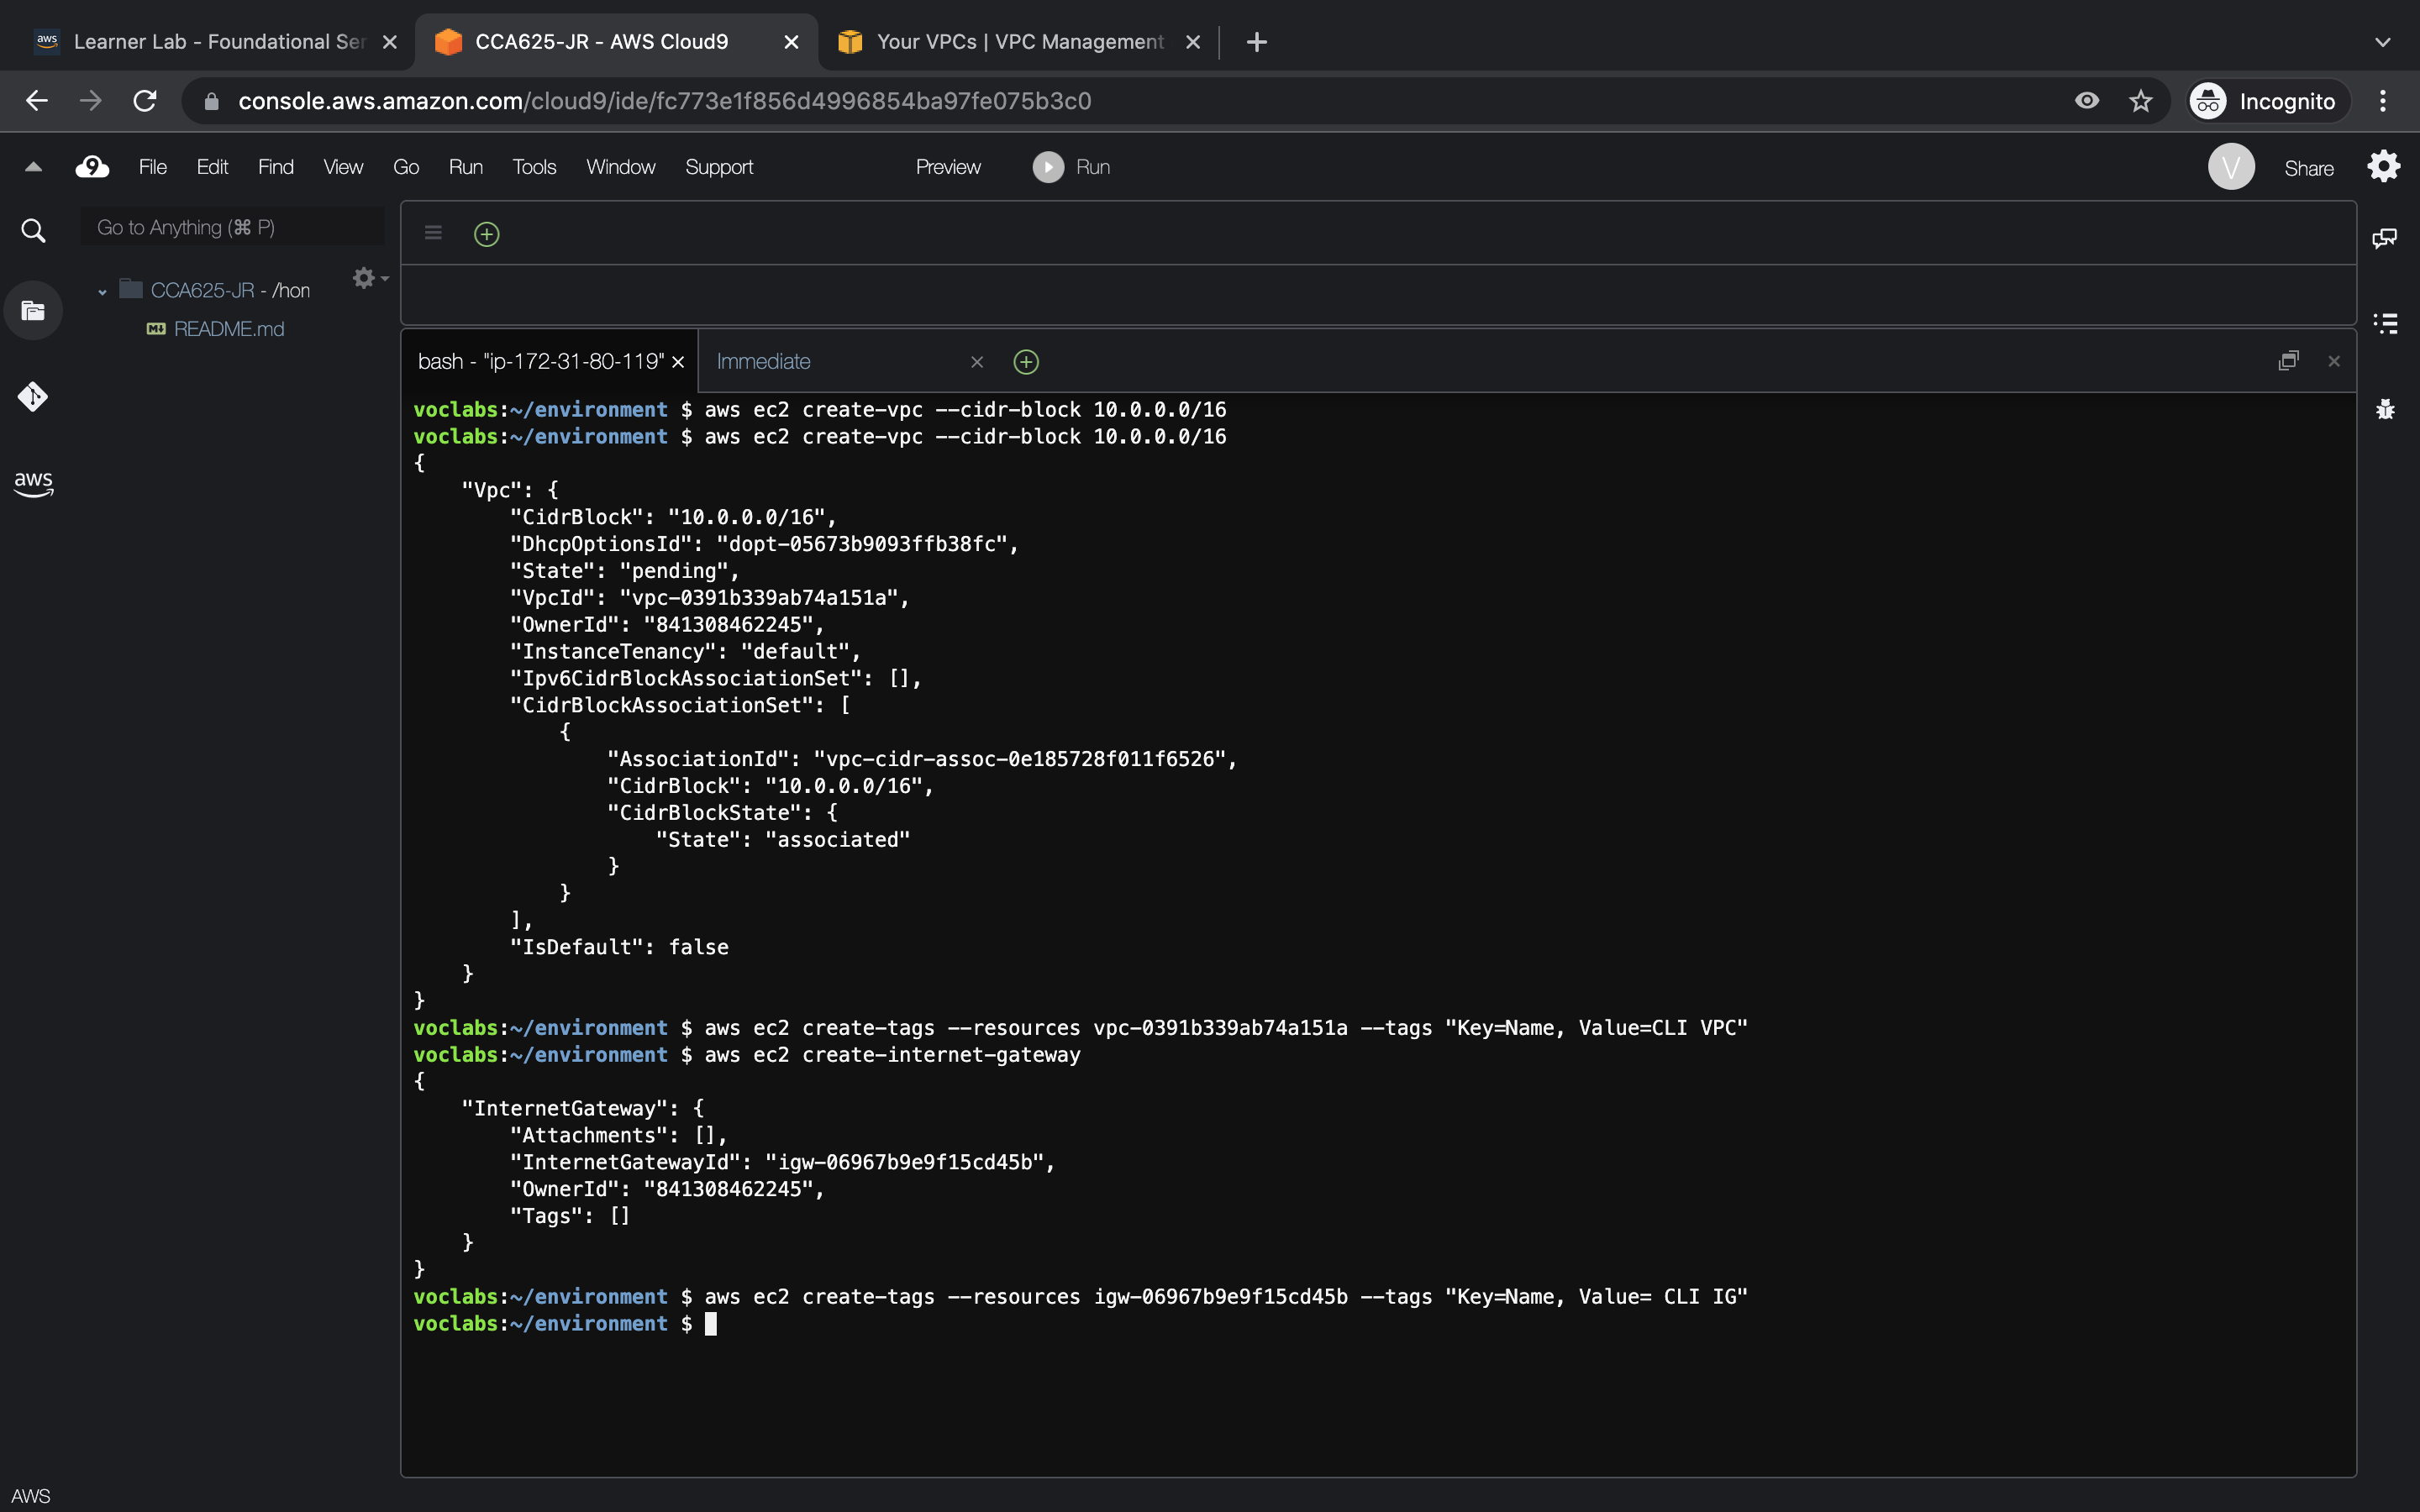 aws Learner Lab - Foundational Ser
CCA625-JR - AWS Cloud9
Your VPCs | VPC Management
console.aws.amazon.com/cloud9/ide/fc773e1f856d4996854ba97fe075b3c0
Incognito
9 File Edit Find View Go Run Tools Window Support Preview Run V Share
Go to Anything (⌘ P)
CCA625-JR - /hon
README.md
aws
bash - "ip-172-31-80-119" Immediate
voclabs:~/environment $ aws ec2 create-vpc --cidr-block 10.0.0.0/16
voclabs:~/environment $ aws ec2 create-vpc --cidr-block 10.0.0.0/16
{
    "Vpc": {
        "CidrBlock": "10.0.0.0/16",
        "DhcpOptionsId": "dopt-05673b9093ffb38fc",
        "State": "pending",
        "VpcId": "vpc-0391b339ab74a151a",
        "OwnerId": "841308462245",
        "InstanceTenancy": "default",
        "Ipv6CidrBlockAssociationSet": [],
        "CidrBlockAssociationSet": [
            {
                "AssociationId": "vpc-cidr-assoc-0e185728f011f6526",
                "CidrBlock": "10.0.0.0/16",
                "CidrBlockState": {
                    "State": "associated"
                }
            }
        ],
        "IsDefault": false
    }
}
voclabs:~/environment $ aws ec2 create-tags --resources vpc-0391b339ab74a151a --tags "Key=Name, Value=CLI VPC"
voclabs:~/environment $ aws ec2 create-internet-gateway
{
    "InternetGateway": {
        "Attachments": [],
        "InternetGatewayId": "igw-06967b9e9f15cd45b",
        "OwnerId": "841308462245",
        "Tags": []
    }
}
voclabs:~/environment $ aws ec2 create-tags --resources igw-06967b9e9f15cd45b --tags "Key=Name, Value= CLI IG"
voclabs:~/environment $
AWS